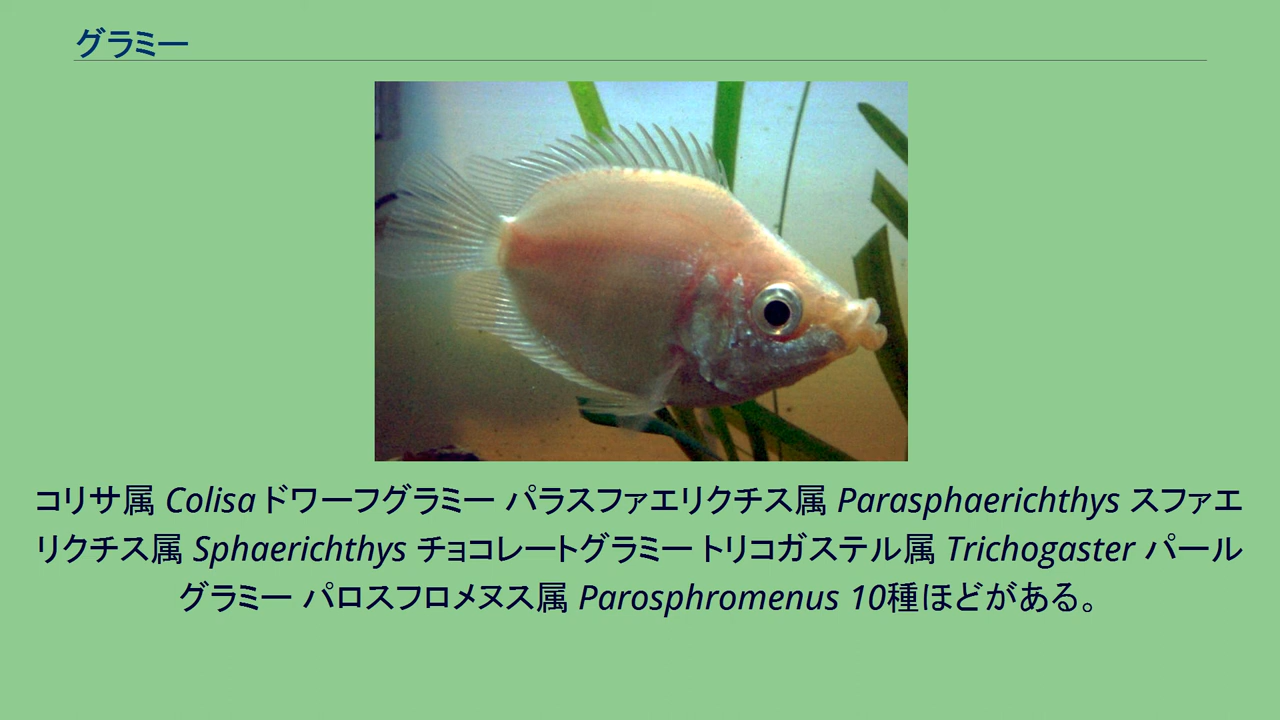 グラミー
コリサ属 Colisa ドワーフグラミー パラスファエリクチス属 Parasphaerichthys スファエ
リクチス属 Sphaerichthys チョコレートグラミー トリコガステル属 Trichogaster パール
グラミー パロスフロメヌス属 Parosphromenus 10種ほどがある。